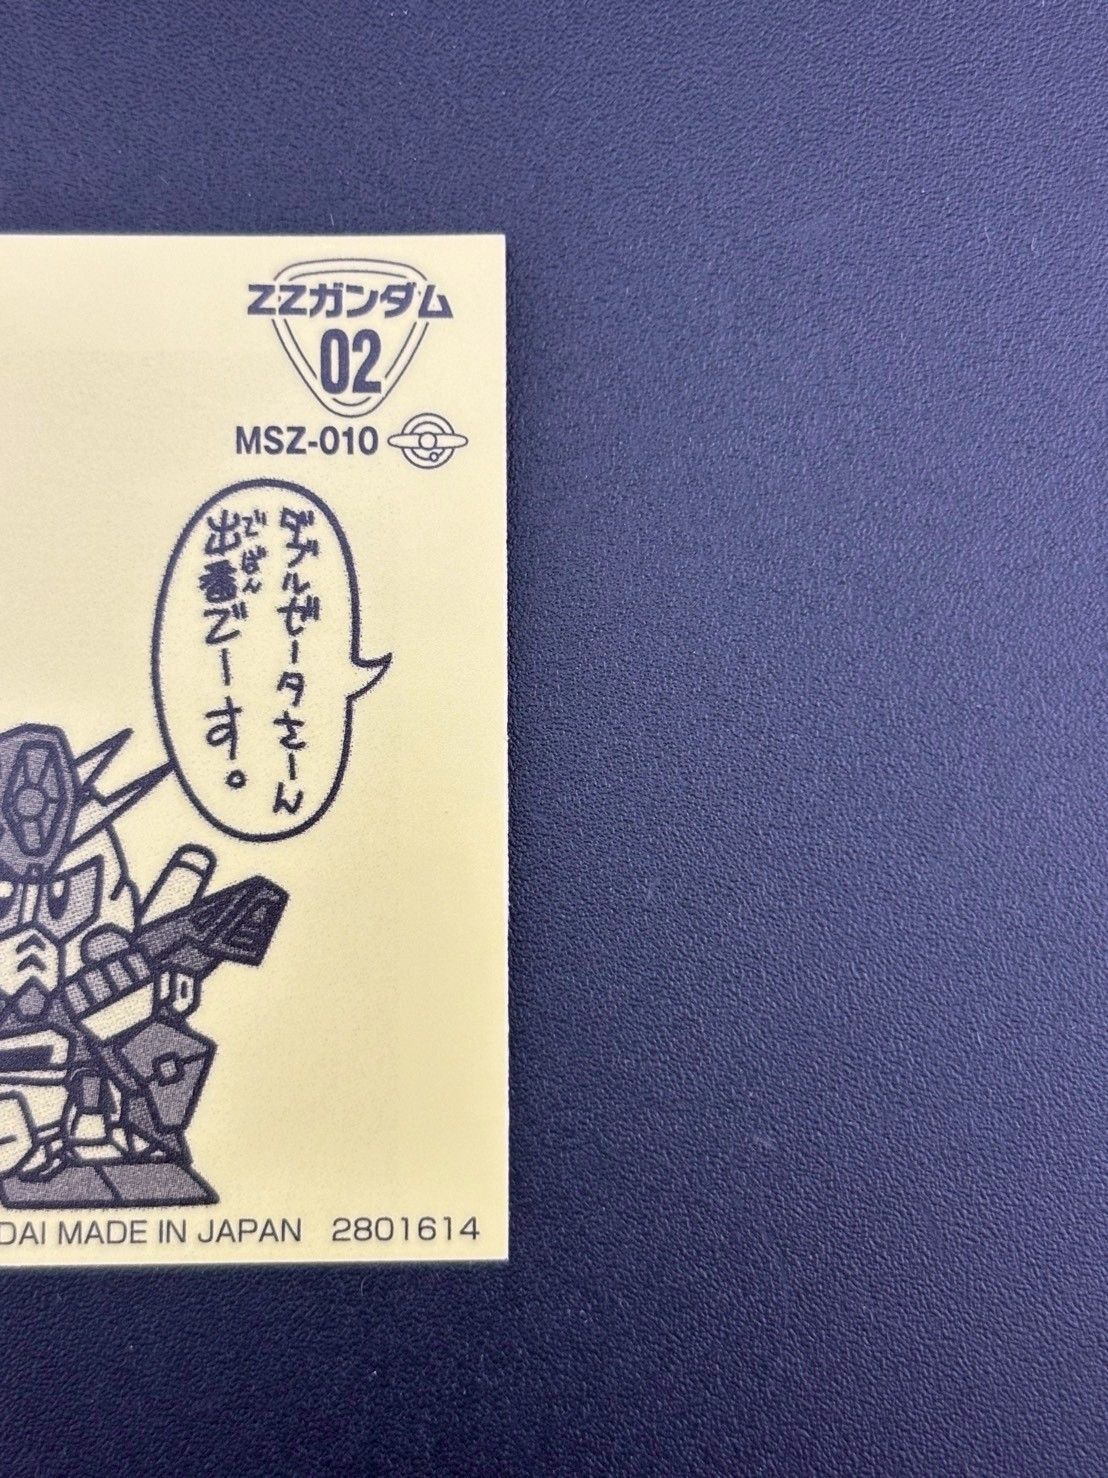 ZZガンダム
02
MSZ-010
ダブルゼータさーん
出番でーす。
でばん
DAI MADE IN JAPAN 2801614